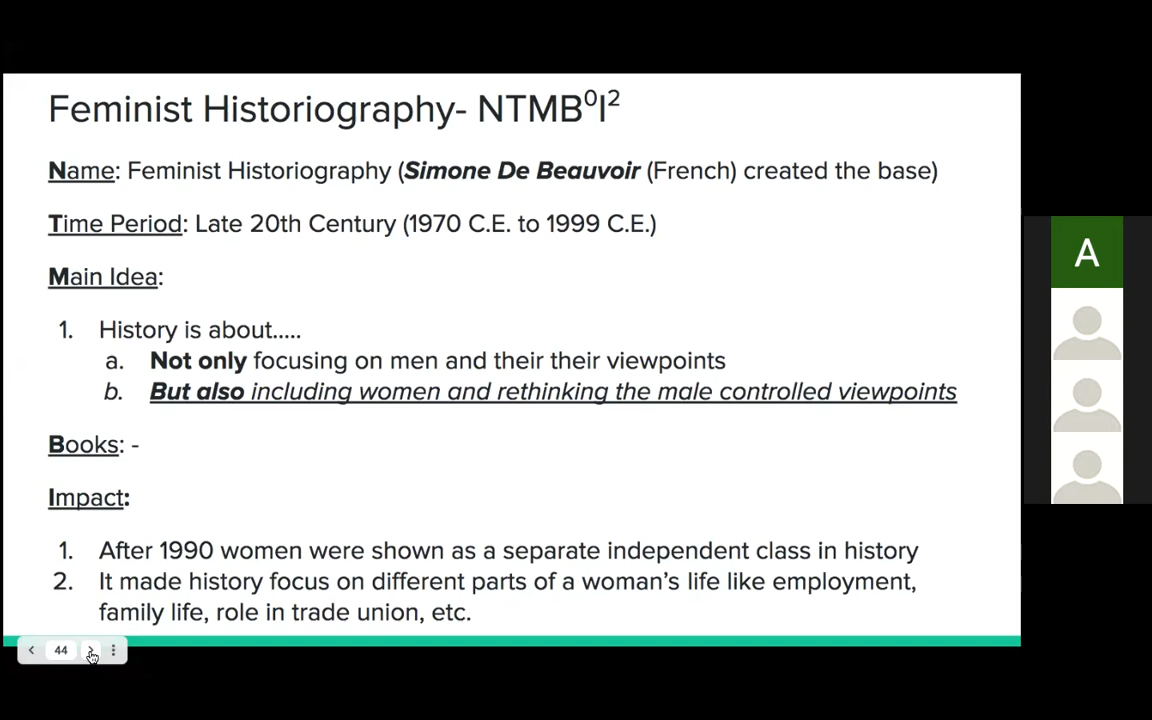 Feminist Historiography- NTMB⁰I²
Name: Feminist Historiography (Simone De Beauvoir (French) created the base)
Time Period: Late 20th Century (1970 C.E. to 1999 C.E.)
Main Idea:
1. History is about.....
a. Not only focusing on men and their their viewpoints
b. But also including women and rethinking the male controlled viewpoints
Books: -
Impact:
1. After 1990 women were shown as a separate independent class in history
2. It made history focus on different parts of a woman's life like employment,
family life, role in trade union, etc.
44
A